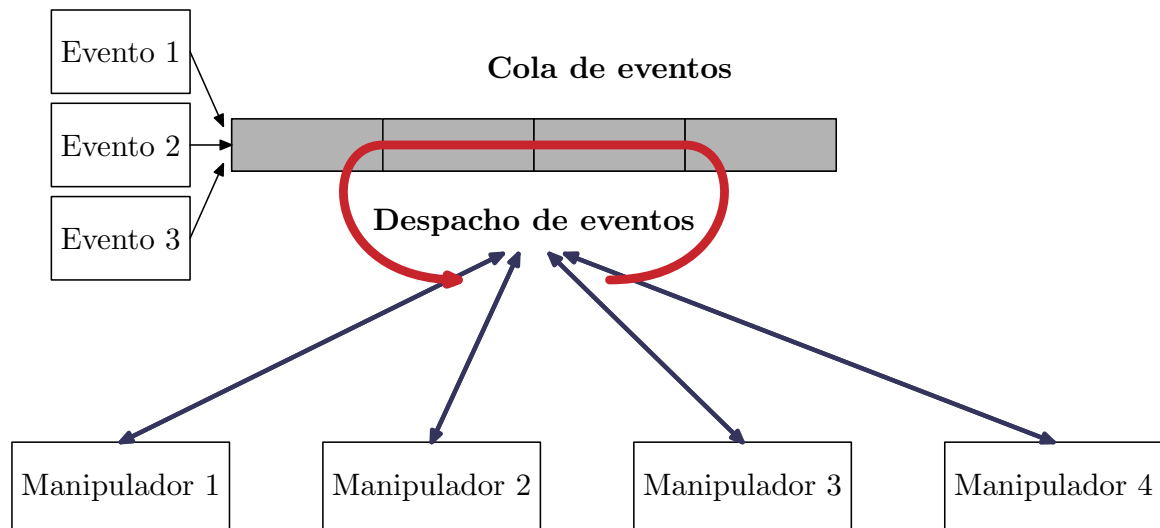 Evento 1
Cola de eventos
Evento 2
Despacho de eventos
Evento 3
Manipulador 1
Manipulador 2
Manipulador 3
Manipulador 4